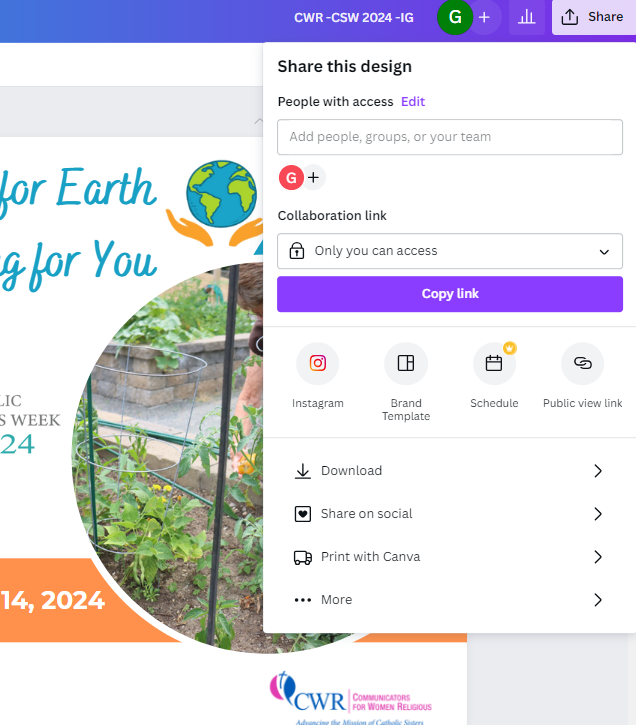 CWR -CSW 2024 -IG
G
+
Share
Share this design
People with access Edit
Add people, groups, or your team
G
+
Collaboration link
Only you can access
Copy link
Instagram
Brand
Template
Schedule
Public view link
Download
Share on social
Print with Canva
More
for Earth
for You
LIC
S WEEK
24
14, 2024
CWR
COMMUNICATORS
FOR WOMEN RELIGIOUS
Advancing the Mission of Catholic Sisters